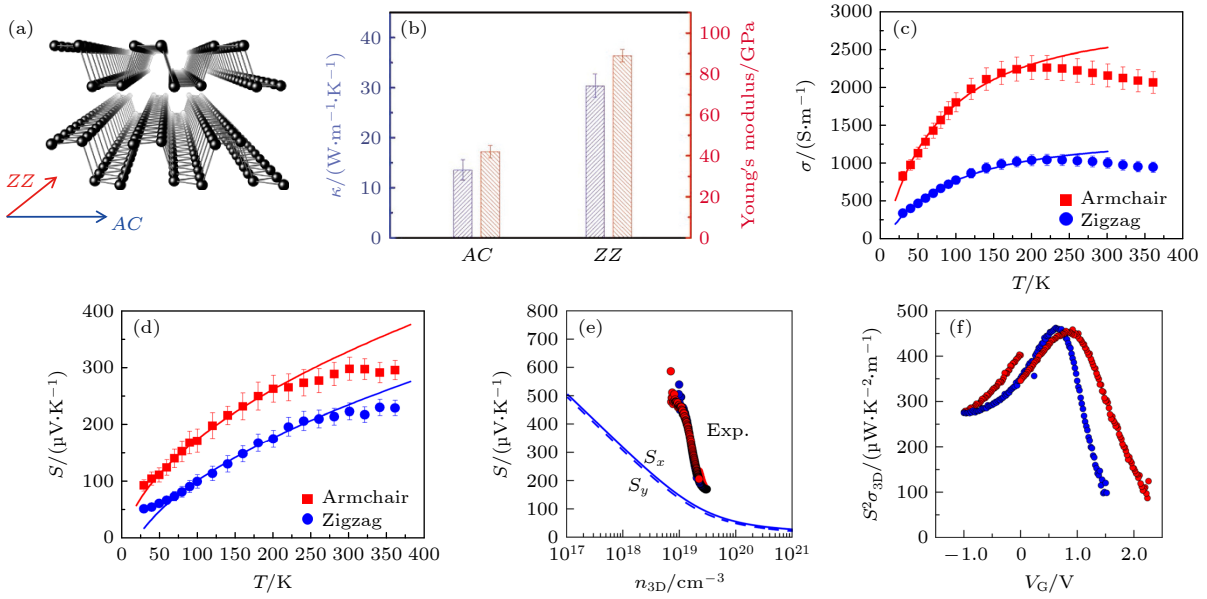 (a)
ZZ
AC
(b)
κ/(W·m⁻¹·K⁻¹)
40
30
20
10
0
AC
ZZ
100
80
60
40
20
0
Young's modulus/GPa
(c)
σ/(S·m⁻¹)
3000
2500
2000
1500
1000
500
0
Armchair
Zigzag
0 50 100 150 200 250 300 350 400
T/K
(d)
S/(μV·K⁻¹)
400
300
200
100
0
Armchair
Zigzag
0 50 100 150 200 250 300 350 400
T/K
(e)
S/(μV·K⁻¹)
800
700
600
500
400
300
200
100
0
Exp.
Sₓ
S_y
10¹⁷ 10¹⁸ 10¹⁹ 10²⁰ 10²¹
n₃D/cm⁻³
(f)
S²σ₃D/(μW·K⁻²·m⁻¹)
500
400
300
200
100
0
−1.0 0 1.0 2.0
V_G/V